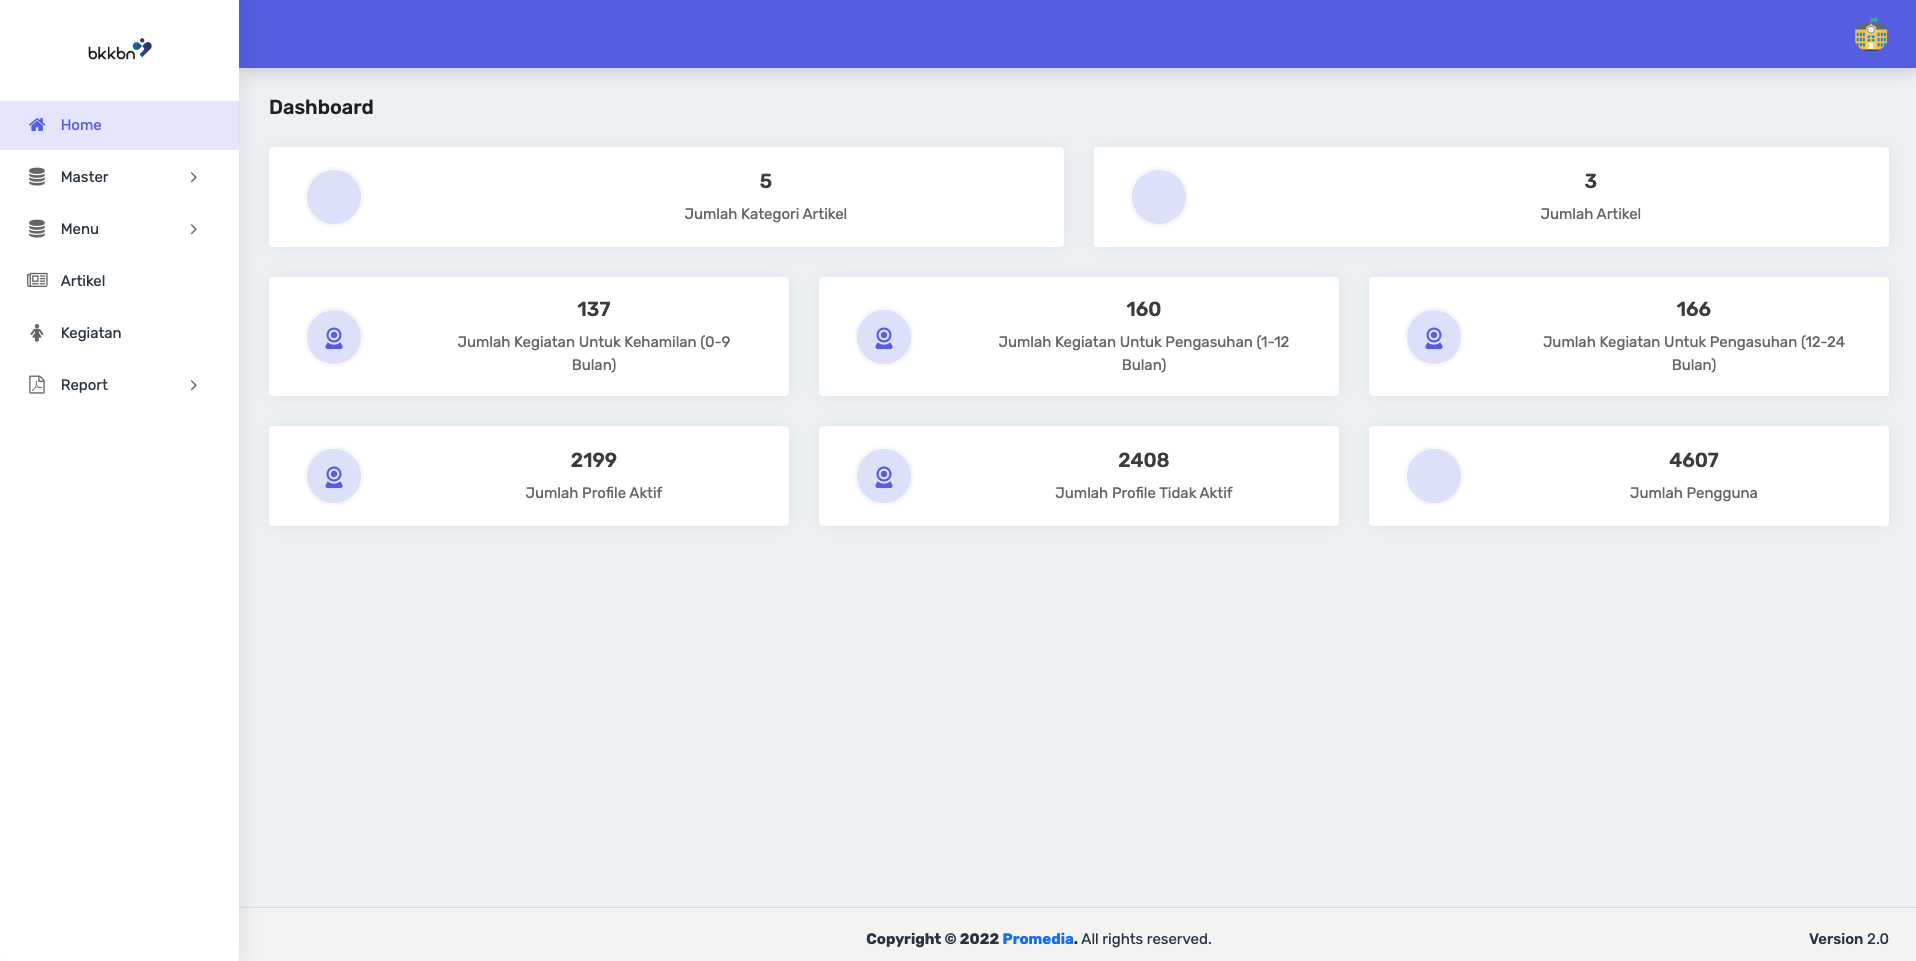 bkkbn
Home
Master
Menu
Artikel
Kegiatan
Report
Dashboard
5
Jumlah Kategori Artikel
3
Jumlah Artikel
137
Jumlah Kegiatan Untuk Kehamilan (0-9
Bulan)
160
Jumlah Kegiatan Untuk Pengasuhan (1-12
Bulan)
166
Jumlah Kegiatan Untuk Pengasuhan (12-24
Bulan)
2199
Jumlah Profile Aktif
2408
Jumlah Profile Tidak Aktif
4607
Jumlah Pengguna
Copyright © 2022 Promedia. All rights reserved.
Version 2.0